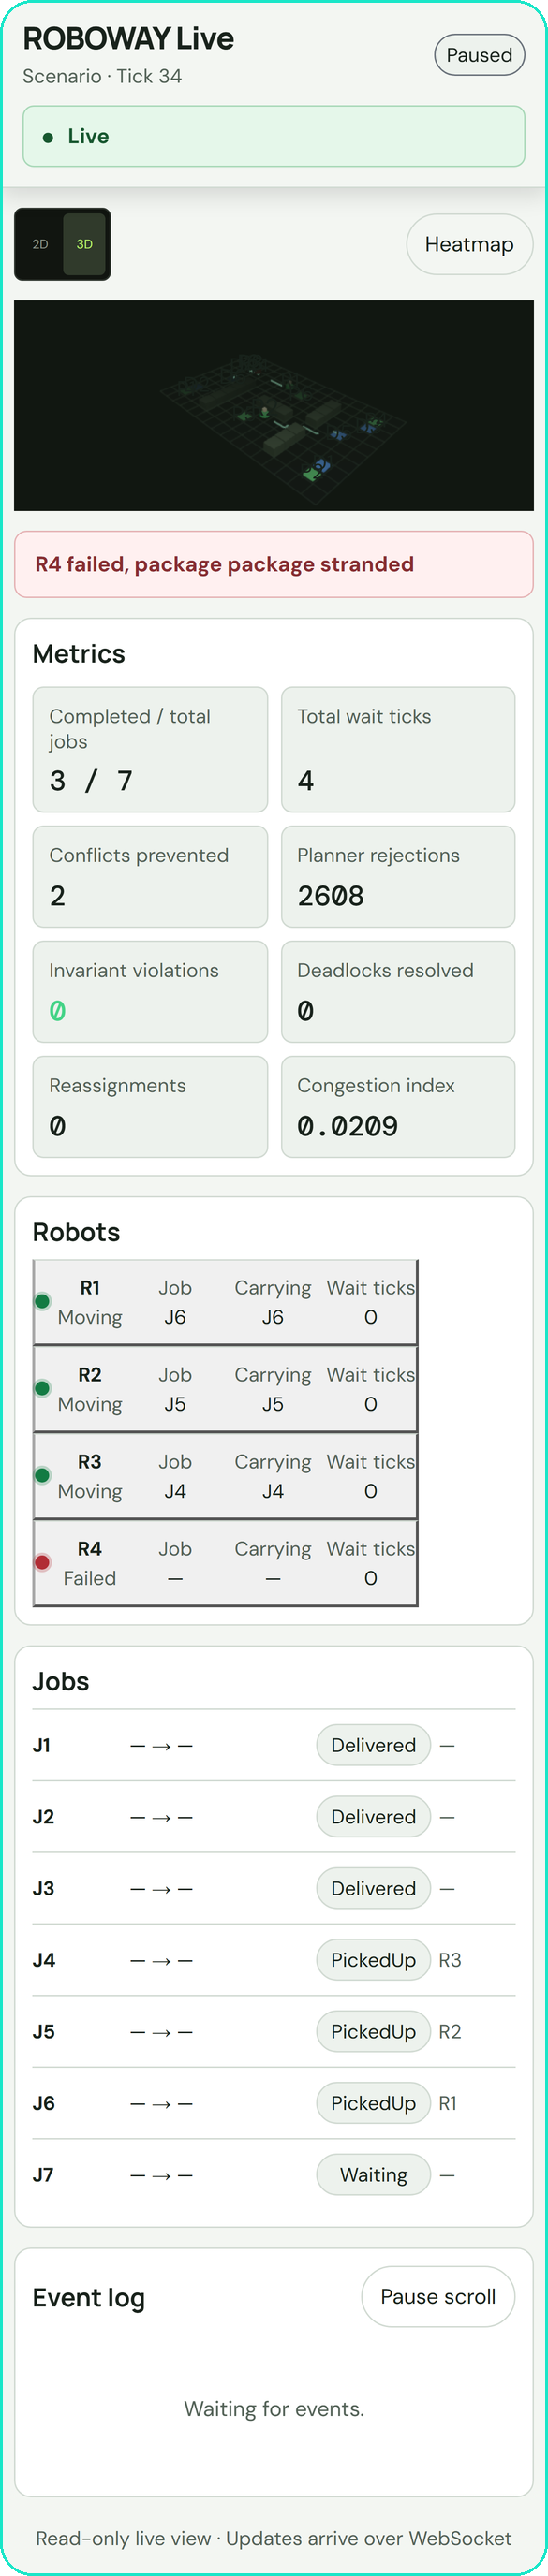 ROBOWAY Live
Scenario · Tick 34
Paused
● Live
2D
3D
Heatmap
R4 failed, package package stranded
Metrics
Completed / total
jobs
3 / 7
Total wait ticks
4
Conflicts prevented
2
Planner rejections
2608
Invariant violations
0
Deadlocks resolved
0
Reassignments
0
Congestion index
0.0209
Robots
R1 Job Carrying Wait ticks
Moving J6 J6 0
R2 Job Carrying Wait ticks
Moving J5 J5 0
R3 Job Carrying Wait ticks
Moving J4 J4 0
R4 Job Carrying Wait ticks
Failed — — 0
Jobs
J1 — → — Delivered —
J2 — → — Delivered —
J3 — → — Delivered —
J4 — → — PickedUp R3
J5 — → — PickedUp R2
J6 — → — PickedUp R1
J7 — → — Waiting —
Event log
Pause scroll
Waiting for events.
Read-only live view · Updates arrive over WebSocket